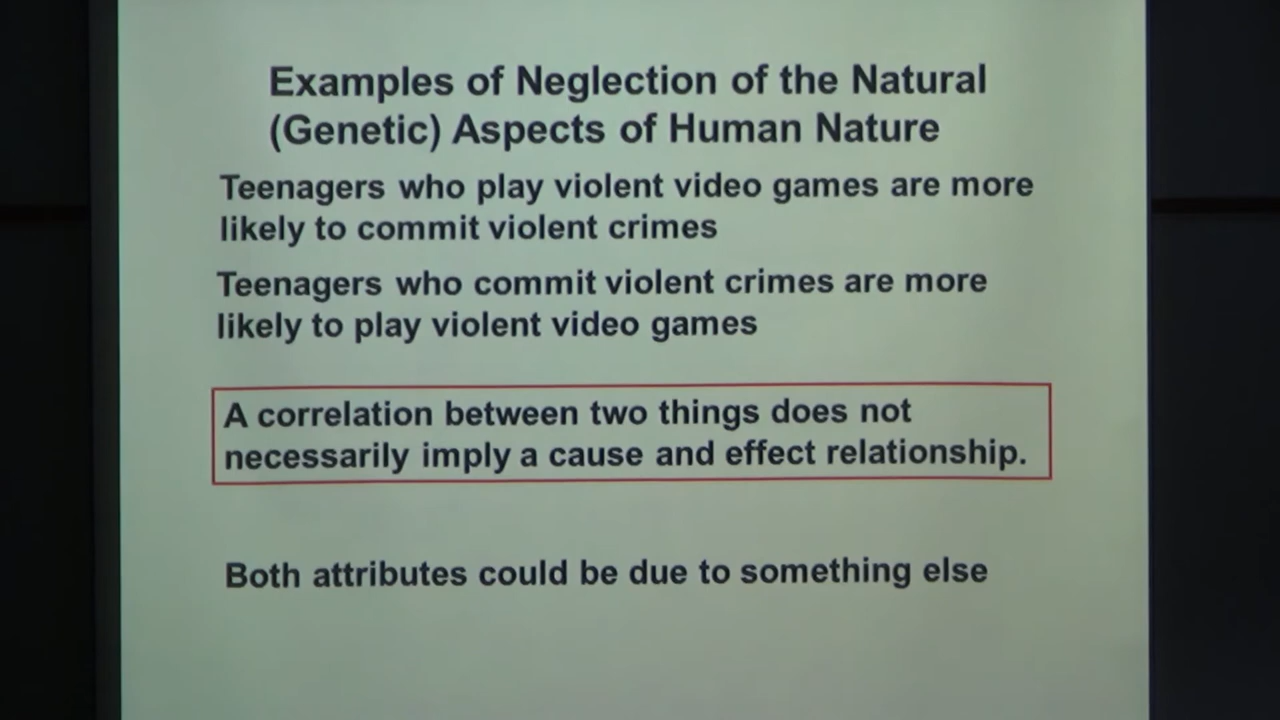 Examples of Neglection of the Natural
(Genetic) Aspects of Human Nature
Teenagers who play violent video games are more
likely to commit violent crimes
Teenagers who commit violent crimes are more
likely to play violent video games
A correlation between two things does not
necessarily imply a cause and effect relationship.
Both attributes could be due to something else